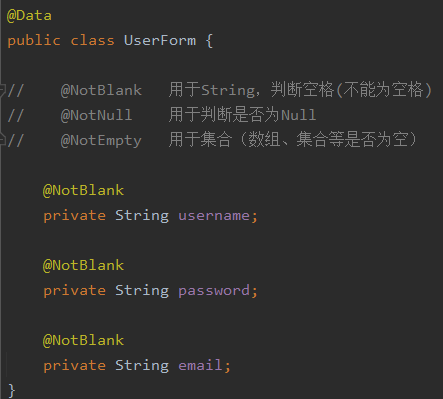 @Data
public class UserForm {
//    @NotBlank   用于String，判断空格(不能为空格)
//    @NotNull    用于判断是否为Null
//    @NotEmpty   用于集合（数组、集合等是否为空）
@NotBlank
private String username;
@NotBlank
private String password;
@NotBlank
private String email;
}